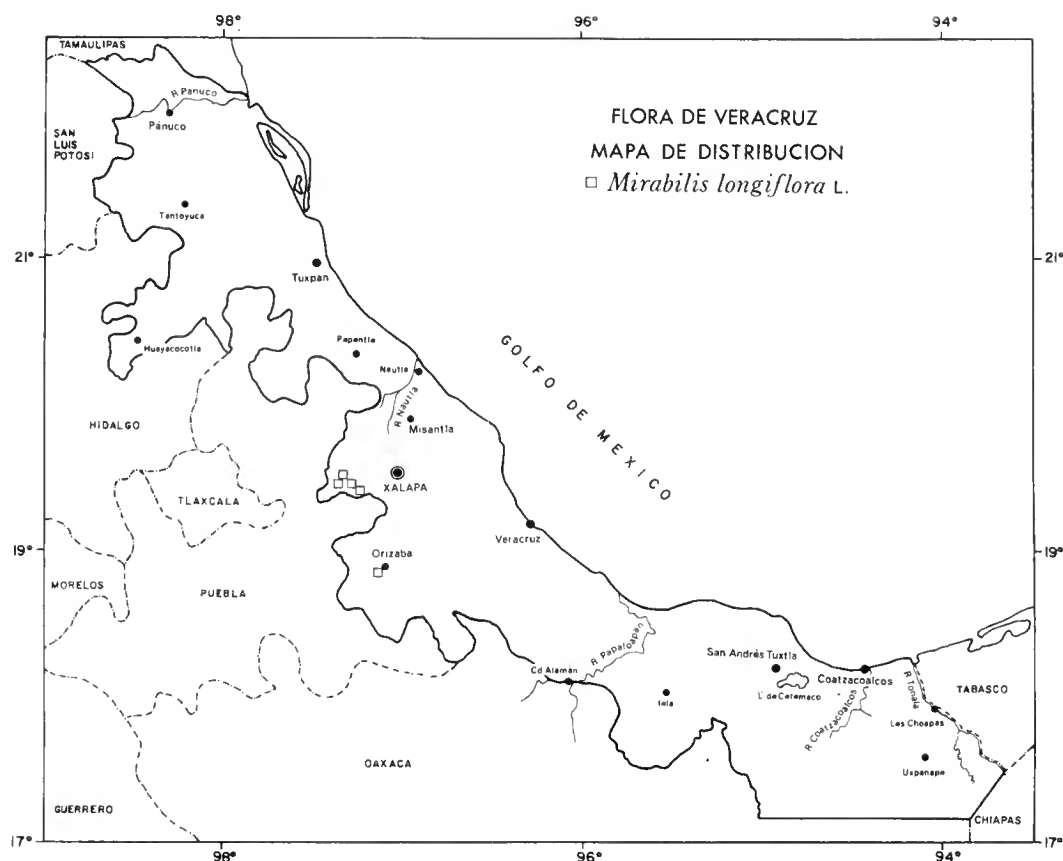 98° 96° 94°
TAMAULIPAS
R Panuco
Pánuco
SAN
LUIS
POTOSI
FLORA DE VERACRUZ
MAPA DE DISTRIBUCION
□ Mirabilis longiflora L.
Tantoyuca
21° 21°
Tuxpan
Huayacocotla
Papantla
Nautla
R Nautla
Misantla
GOLFO DE MEXICO
HIDALGO
XALAPA
TLAXCALA
Veracruz
19° 19°
Orizaba
MORELOS
PUEBLA
R Papaloapan
Cd Alemán
San Andrés Tuxtla
L. de Catemaco
Coatzacoalcos
R Coatzacoalcos
R Tonalá
TABASCO
Isla
Las Choapas
OAXACA
Uxpanapa
GUERRERO
CHIAPAS
17° 17°
98° 96° 94°